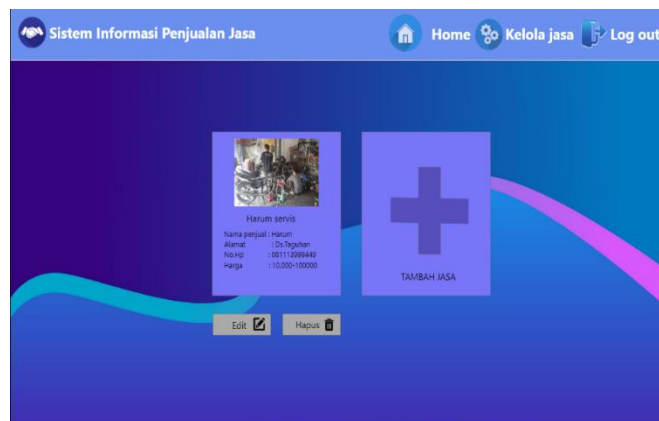 Sistem Informasi Penjualan Jasa
Home
Kelola jasa
Log out
Harum servis
Nama penjual : Harum
Alamat : Ds.Teguhan
No.Hp : 081113999449
Harga : 10.000-100000
TAMBAH JASA
Edit
Hapus